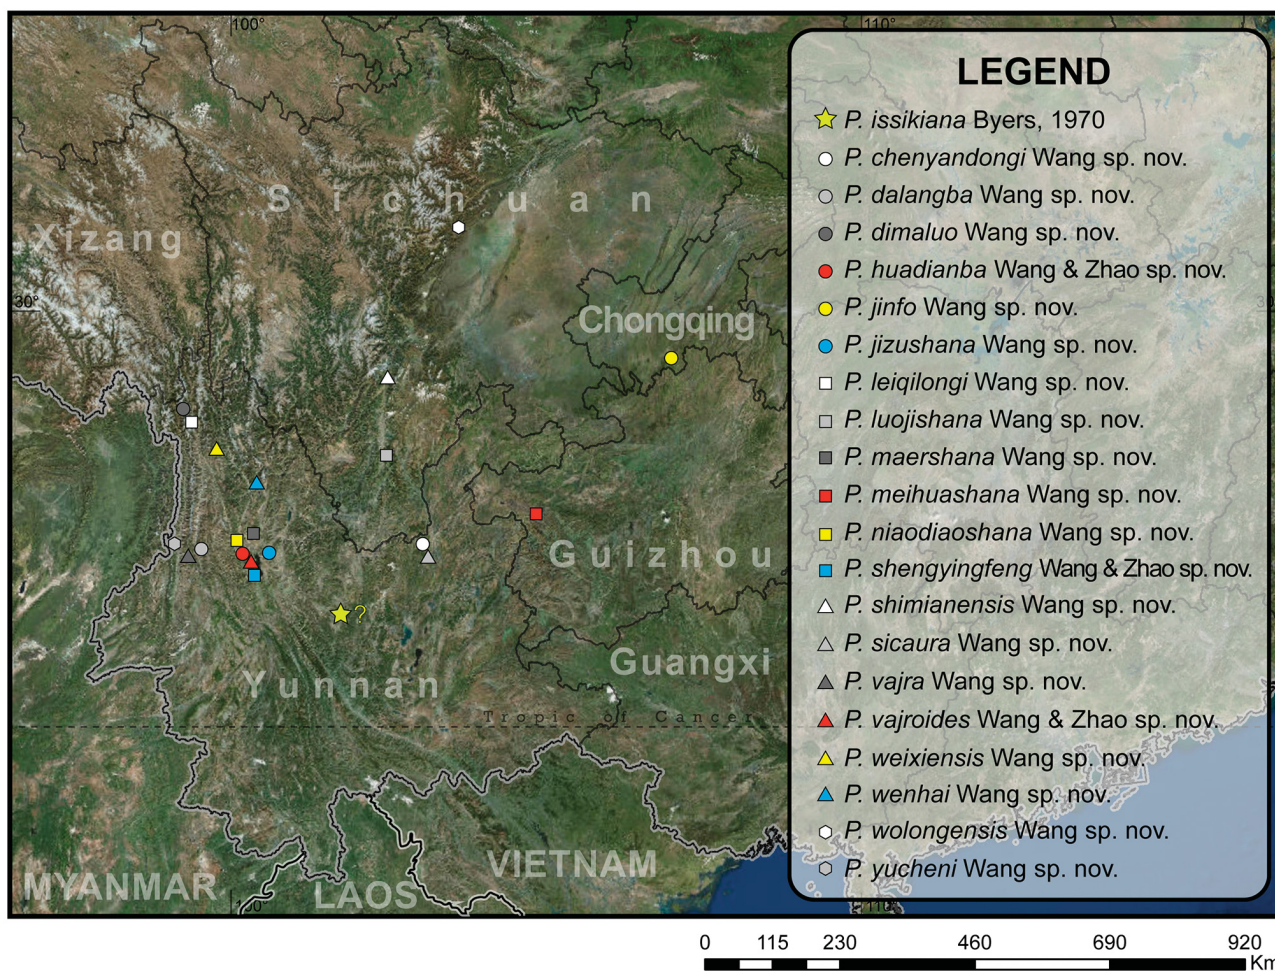 100°
110°
LEGEND
P. issikiana Byers, 1970
P. chenyandongi Wang sp. nov.
P. dalangba Wang sp. nov.
P. dimaluo Wang sp. nov.
P. huadianba Wang & Zhao sp. nov.
P. jinfo Wang sp. nov.
P. jizushana Wang sp. nov.
P. leiqilongi Wang sp. nov.
P. luojishana Wang sp. nov.
P. maershana Wang sp. nov.
P. meihuashana Wang sp. nov.
P. niaodiaoshana Wang sp. nov.
P. shengyingfeng Wang & Zhao sp. nov.
P. shimianensis Wang sp. nov.
P. sicaura Wang sp. nov.
P. vajra Wang sp. nov.
P. vajroides Wang & Zhao sp. nov.
P. weixiensis Wang sp. nov.
P. wenhai Wang sp. nov.
P. wolongensis Wang sp. nov.
P. yucheni Wang sp. nov.
Sichuan
Xizang
30°
Chongqing
Guizhou
?
Guangxi
Yunnan
Tropic of Cancer
VIETNAM
MYANMAR
LAOS
100°
110°
0 115 230 460 690 920
Km